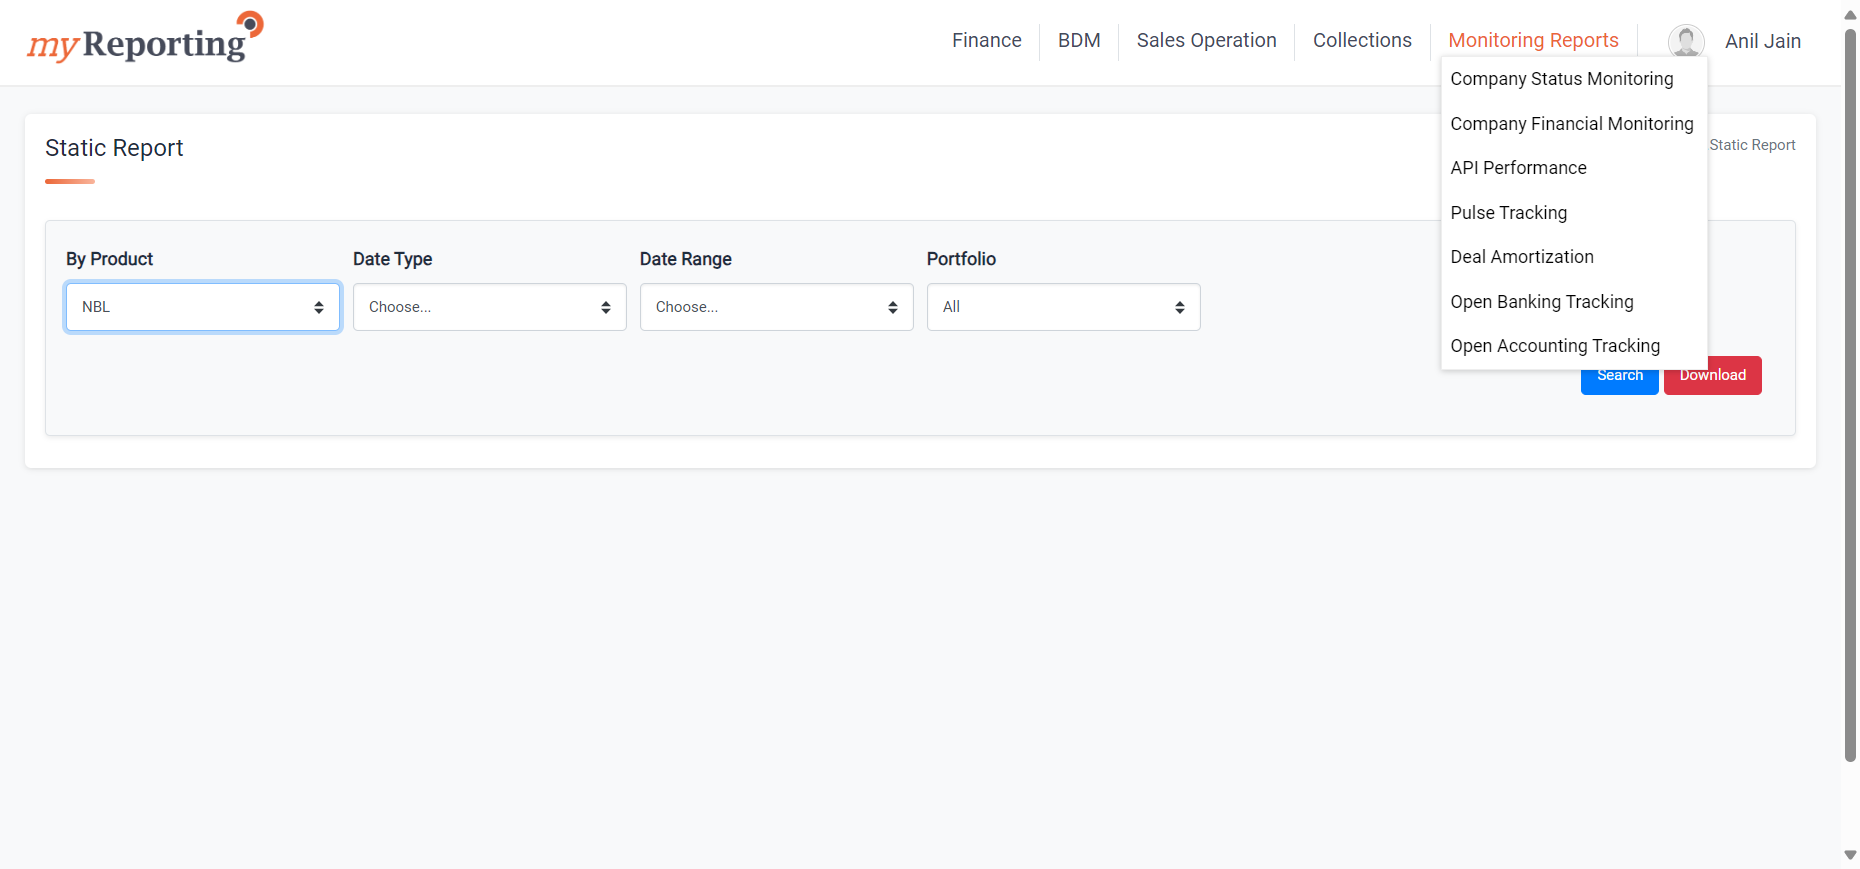 myReporting
Finance
BDM
Sales Operation
Collections
Monitoring Reports
Anil Jain
Company Status Monitoring
Company Financial Monitoring
API Performance
Pulse Tracking
Deal Amortization
Open Banking Tracking
Open Accounting Tracking
Static Report
Static Report
By Product
Date Type
Date Range
Portfolio
NBL
Choose...
Choose...
All
Search
Download